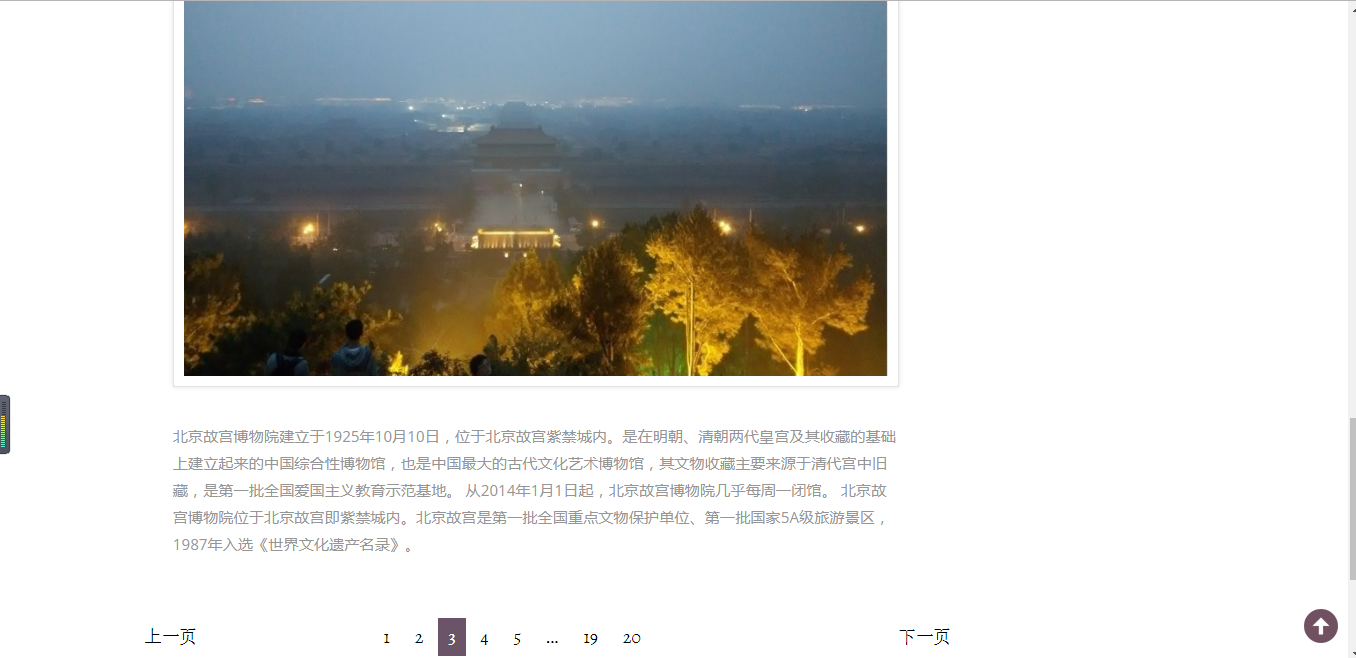 北京故宫博物院建立于1925年10月10日，位于北京故宫紫禁城内。是在明朝、清朝两代皇宫及其收藏的基础
上建立起来的中国综合性博物馆，也是中国最大的古代文化艺术博物馆，其文物收藏主要来源于清代宫中旧
藏，是第一批全国爱国主义教育示范基地。 从2014年1月1日起，北京故宫博物院几乎每周一闭馆。 北京故
宫博物院位于北京故宫即紫禁城内。北京故宫是第一批全国重点文物保护单位、第一批国家5A级旅游景区，
1987年入选《世界文化遗产名录》。
上一页 1 2 3 4 5 ... 19 20 下一页